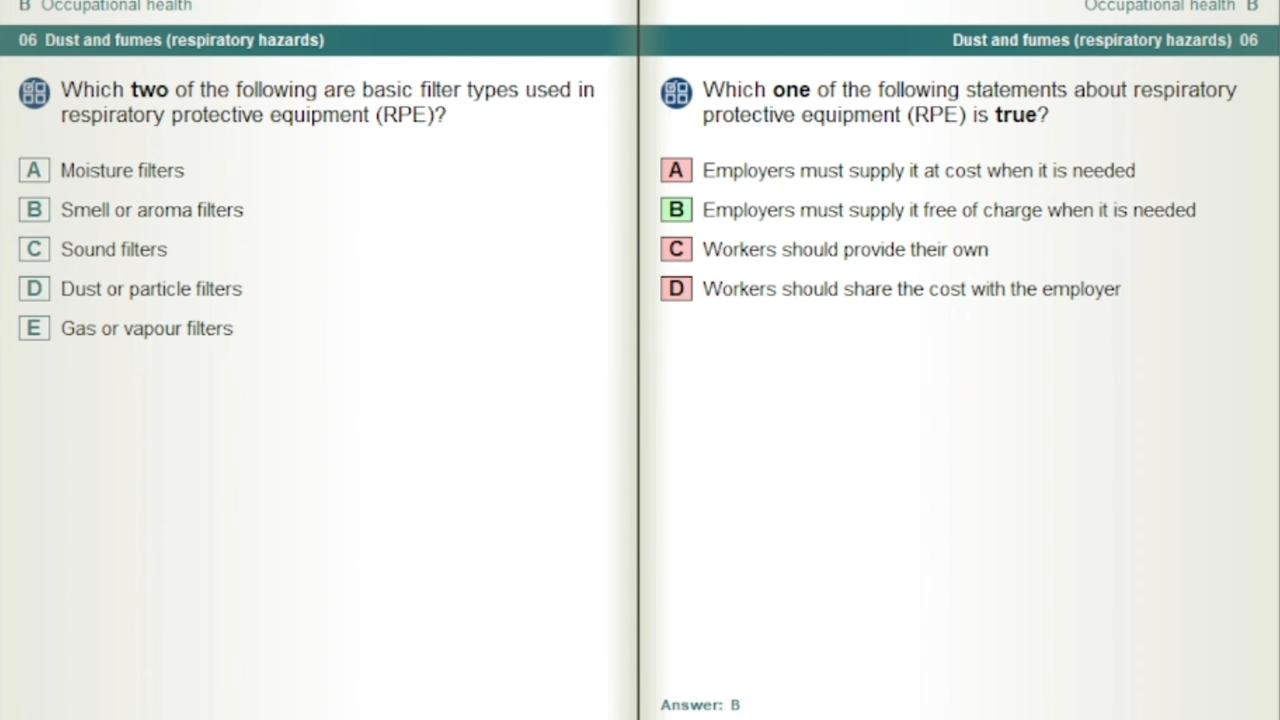 B Occupational health
06 Dust and fumes (respiratory hazards)
Which two of the following are basic filter types used in
respiratory protective equipment (RPE)?
A Moisture filters
B Smell or aroma filters
C Sound filters
D Dust or particle filters
E Gas or vapour filters
Occupational health B
Dust and fumes (respiratory hazards) 06
Which one of the following statements about respiratory
protective equipment (RPE) is true?
A Employers must supply it at cost when it is needed
B Employers must supply it free of charge when it is needed
C Workers should provide their own
D Workers should share the cost with the employer
Answer: B